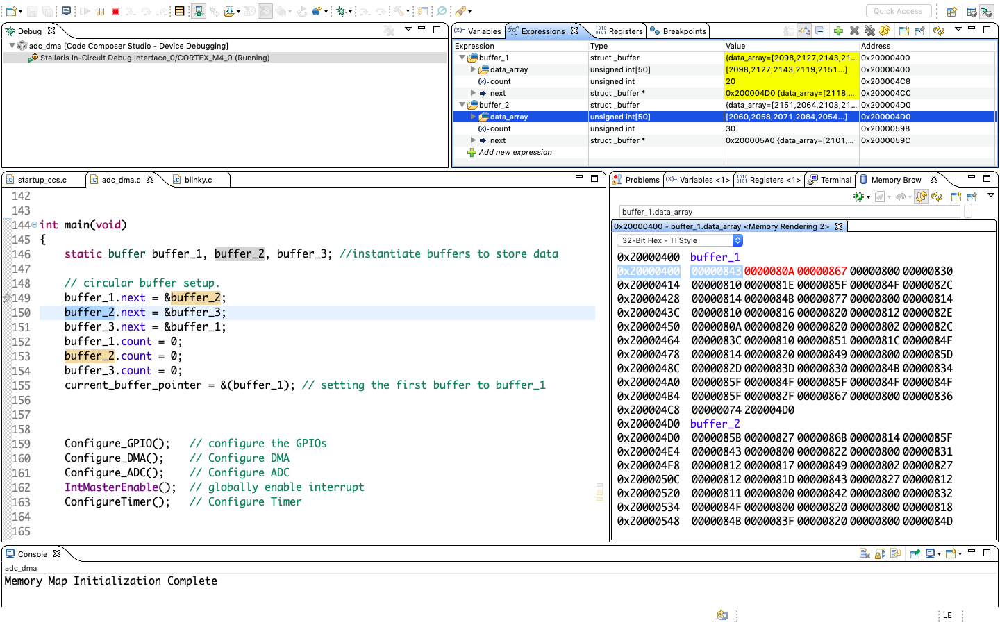 Quick Access
Debug
adc_dma [Code Composer Studio - Device Debugging]
Stellaris In-Circuit Debug Interface_0/CORTEX_M4_0 (Running)
(x)= Variables Expressions 1010 0101 Registers Breakpoints
Expression Type Value Address
buffer_1 struct _buffer {data_array=[2098,2127,2143,21... 0x20000400
data_array unsigned int[50] [2098,2127,2143,2119,2151...] 0x20000400
(x)= count unsigned int 20 0x200004C8
next struct _buffer * 0x200004D0 {data_array=[2118,... 0x200004CC
buffer_2 struct _buffer {data_array=[2151,2064,2103,21... 0x200004D0
data_array unsigned int[50] [2060,2058,2071,2084,2054...] 0x200004D0
(x)= count unsigned int 30 0x20000598
next struct _buffer * 0x200005A0 {data_array=[2101,... 0x2000059C
Add new expression
startup_ccs.c adc_dma.c blinky.c
142
143
144 int main(void)
145 {
146 static buffer buffer_1, buffer_2, buffer_3; //instantiate buffers to store data
147
148 // circular buffer setup.
149 buffer_1.next = &buffer_2;
150 buffer_2.next = &buffer_3;
151 buffer_3.next = &buffer_1;
152 buffer_1.count = 0;
153 buffer_2.count = 0;
154 buffer_3.count = 0;
155 current_buffer_pointer = &(buffer_1); // setting the first buffer to buffer_1
156
157
158
159 Configure_GPIO(); // configure the GPIOs
160 Configure_DMA(); // Configure DMA
161 Configure_ADC(); // Configure ADC
162 IntMasterEnable(); // globally enable interrupt
163 ConfigureTimer(); // Configure Timer
164
165
Problems (x)= Variables <1> 1010 0101 Registers <1> Terminal Memory Brow
buffer_1.data_array
0x20000400 - buffer_1.data_array <Memory Rendering 2>
32-Bit Hex - TI Style
0x20000400 buffer_1
0x20000400 00000843 0000080A 00000867 00000800 00000830
0x20000414 00000810 0000081E 0000085F 0000084F 0000082C
0x20000428 00000814 0000084B 00000877 00000800 00000814
0x2000043C 00000810 00000816 00000820 00000812 0000082E
0x20000450 0000080A 00000820 00000820 00000802 0000082C
0x20000464 0000083C 00000810 00000851 0000081C 0000084F
0x20000478 00000814 00000820 00000849 00000800 0000085D
0x2000048C 0000082D 0000083D 00000830 0000084B 00000834
0x200004A0 0000085F 0000084F 0000085F 0000084F 0000084F
0x200004B4 0000085F 0000082F 00000867 00000800 00000836
0x200004C8 00000074 200004D0
0x200004D0 buffer_2
0x200004D0 0000085B 00000827 0000086B 00000814 0000085F
0x200004E4 00000843 00000800 00000822 00000800 00000831
0x200004F8 00000812 00000817 00000849 00000802 00000827
0x2000050C 00000812 0000081D 00000843 00000827 00000812
0x20000520 00000811 00000800 00000842 00000800 00000832
0x20000534 0000084F 00000800 00000820 00000800 00000818
0x20000548 0000084B 0000083F 00000820 00000800 0000084D
Console
adc_dma
Memory Map Initialization Complete
LE